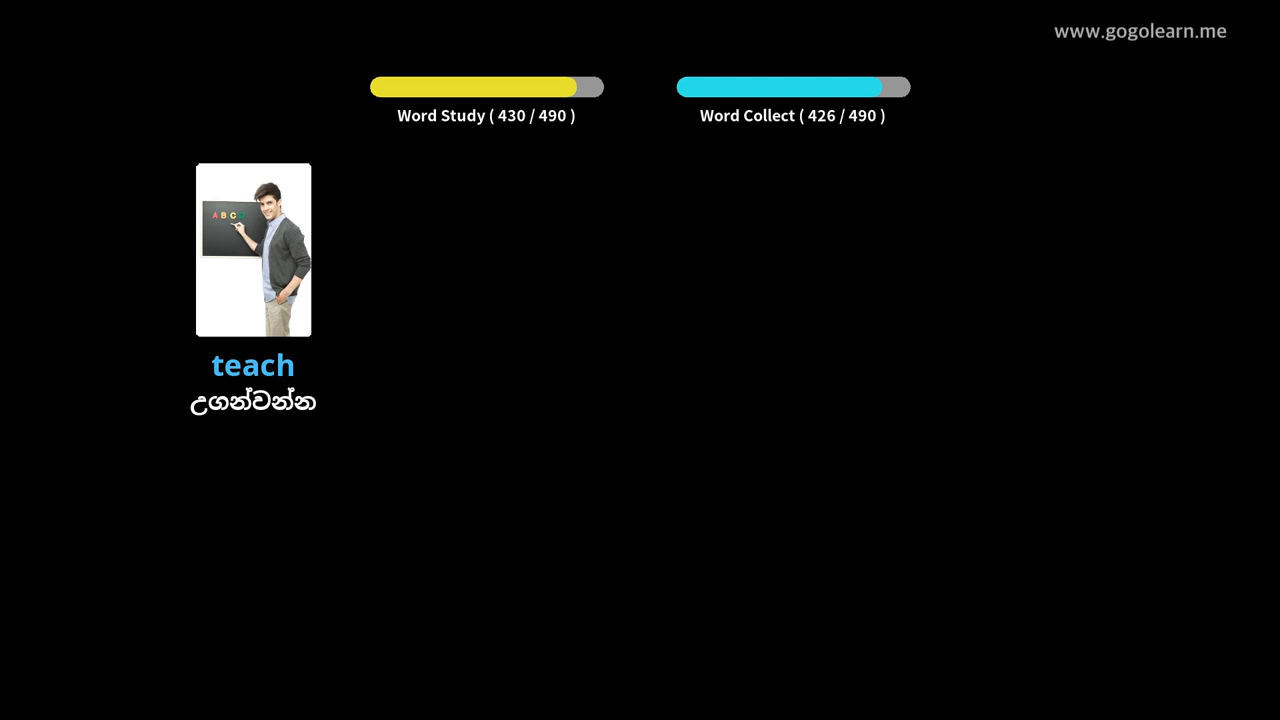 www.gogolearn.me
Word Study ( 430 / 490 )
Word Collect ( 426 / 490 )
A B C D
teach
උගන්වන්න